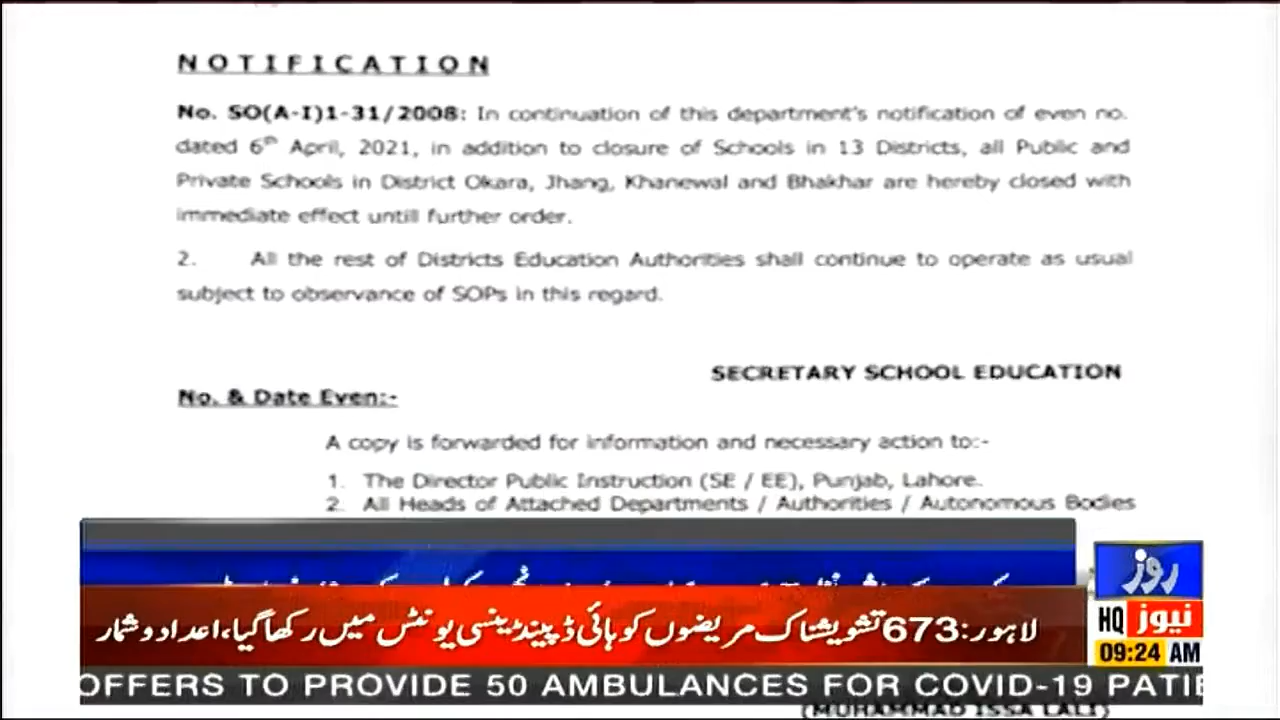 NOTIFICATION
No. SO(A-I)1-31/2008: In continuation of this department's notification of even no.
dated 6th April, 2021, in addition to closure of Schools in 13 Districts, all Public and
Private Schools in District Okara, Jhang, Khanewal and Bhakhar are hereby closed with
immediate effect untill further order.
2. All the rest of Districts Education Authorities shall continue to operate as usual
subject to observance of SOPs in this regard.
SECRETARY SCHOOL EDUCATION
No. & Date Even:-
A copy is forwarded for information and necessary action to:-
1. The Director Public Instruction (SE / EE), Punjab, Lahore.
2. All Heads of Attached Departments / Authorities / Autonomous Bodies
روز
HQ نیوز
09:24 AM
لاہور: 673 تشویشناک مریضوں کو ہائی ڈپینڈینسی یونٹس میں رکھا گیا، اعداد و شمار
OFFERS TO PROVIDE 50 AMBULANCES FOR COVID-19
(MUHAMMAD ISSA LALI)